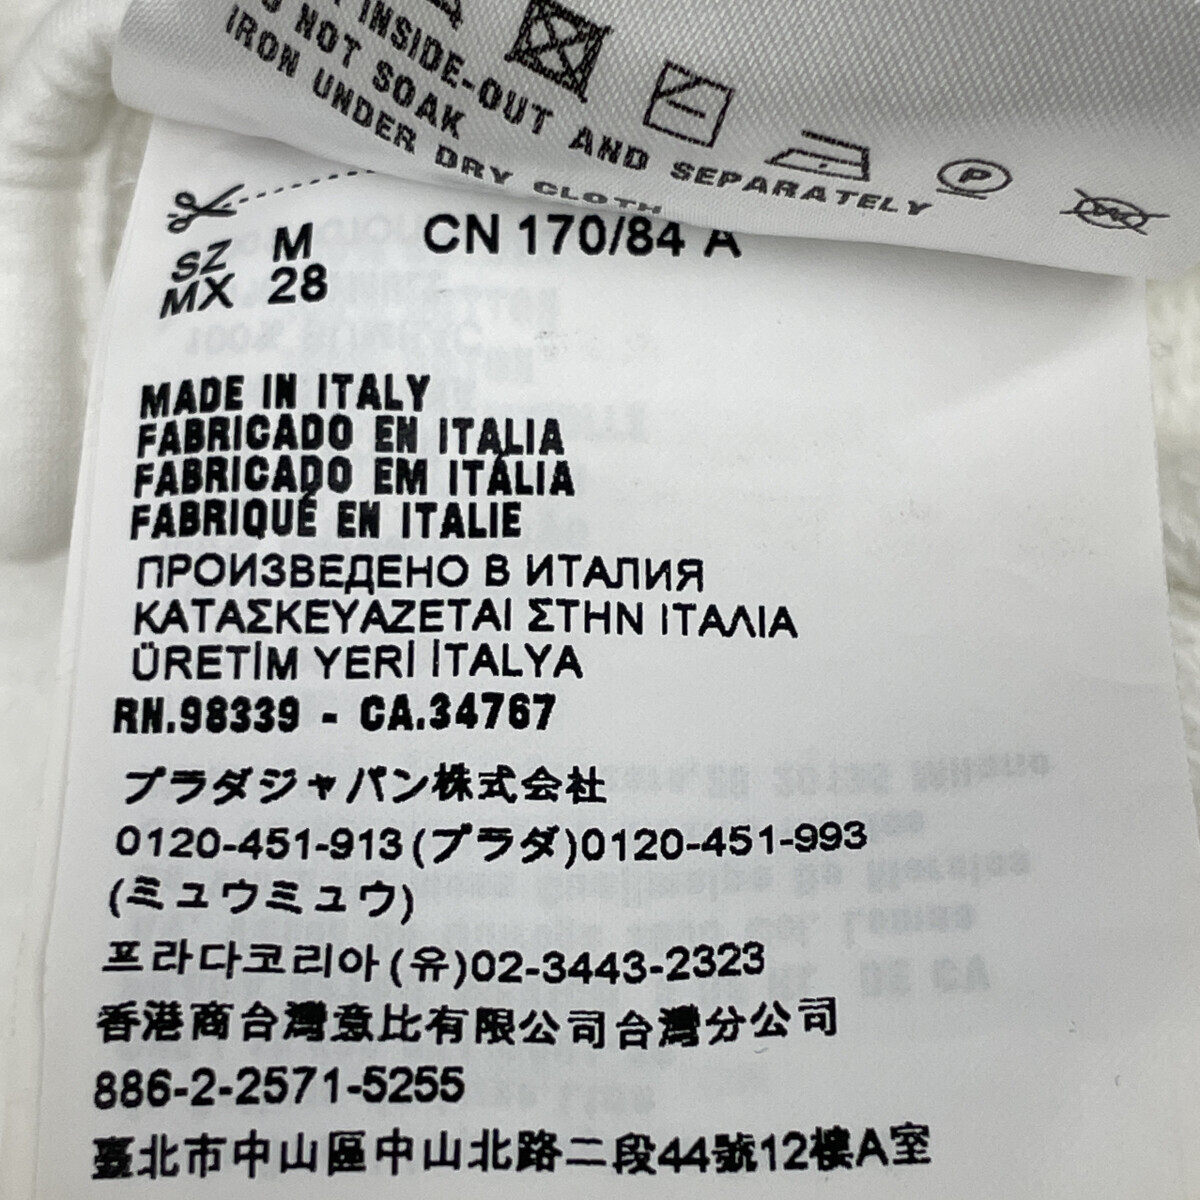 INSIDE-OUT AND SEPARATELY
NOT SOAK
IRON UNDER DRY CLOTH
P
SZ M CN 170/84 A
MX 28
MADE IN ITALY
FABRICADO EN ITALIA
FABRICADO EM ITÁLIA
FABRIQUÉ EN ITALIE
ПРОИЗВЕДЕНО В ИТАЛИЯ
ΚΑΤΑΣΚΕΥΑΖΕΤΑΙ ΣΤΗΝ ΙΤΑΛΙΑ
ÜRETİM YERİ İTALYA
RN.98339 - CA.34767
プラダジャパン株式会社
0120-451-913(プラダ)0120-451-993
(ミュウミュウ)
프라다코리아(유)02-3443-2323
香港商台灣意比有限公司台灣分公司
886-2-2571-5255
臺北市中山區中山北路二段44號12樓A室